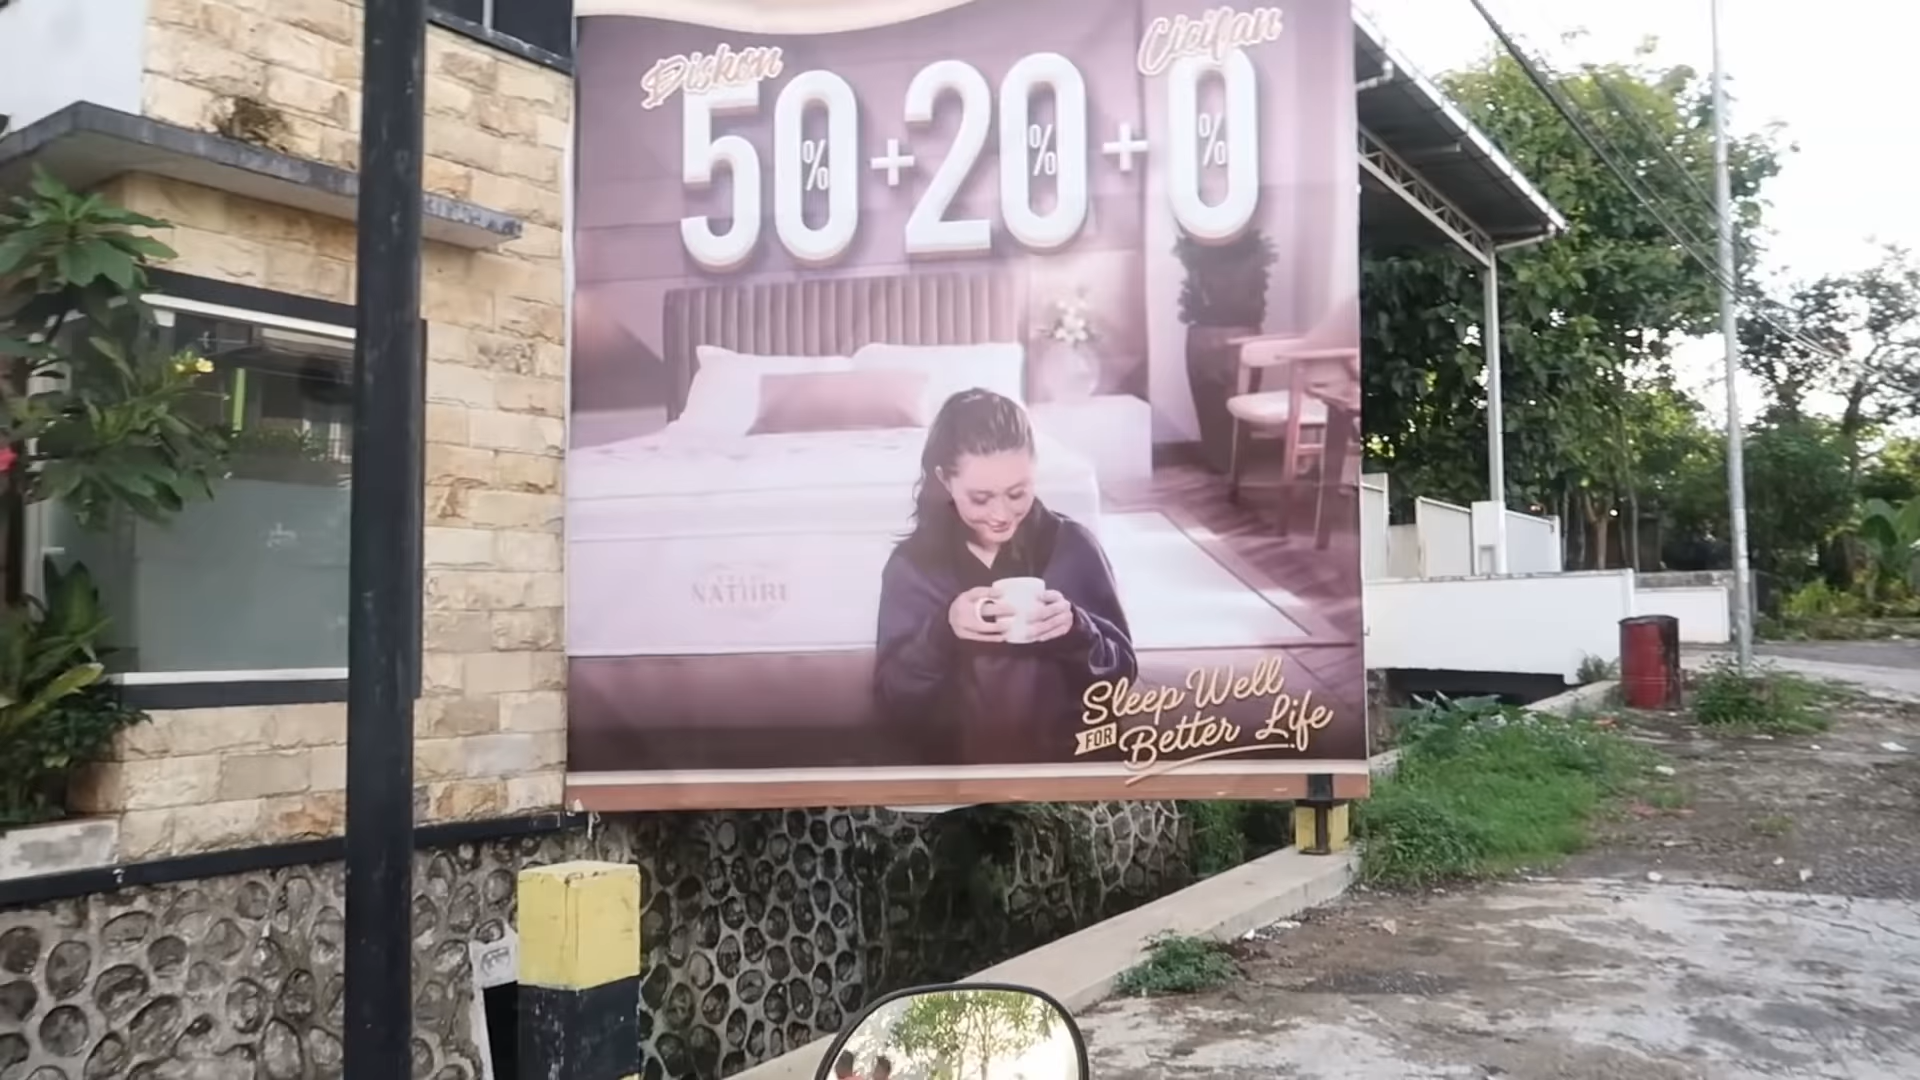 Diskon
Cicilan
50% + 20% + 0%
NATURE
Sleep Well
FOR Better Life